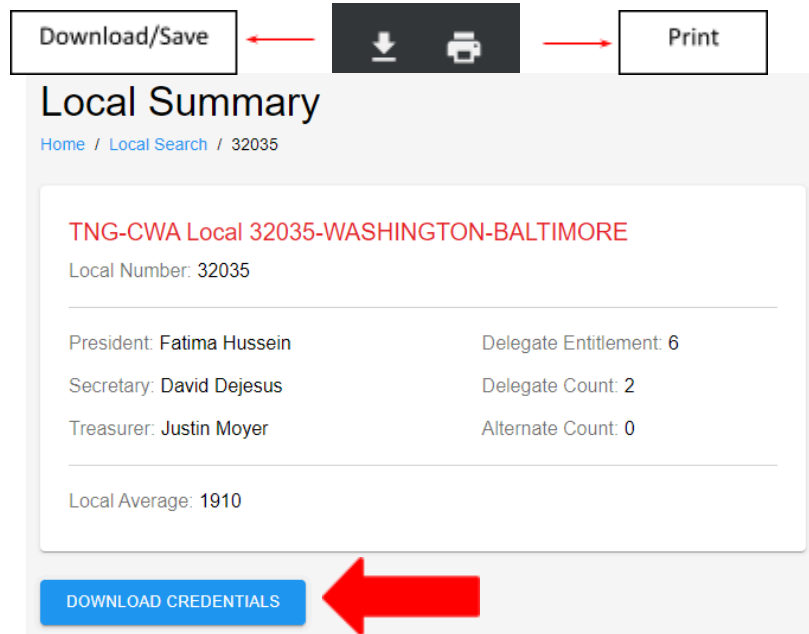 Download/Save
Print
Local Summary
Home / Local Search / 32035
TNG-CWA Local 32035-WASHINGTON-BALTIMORE
Local Number: 32035
President: Fatima Hussein
Delegate Entitlement: 6
Secretary: David Dejesus
Delegate Count: 2
Treasurer: Justin Moyer
Alternate Count: 0
Local Average: 1910
DOWNLOAD CREDENTIALS